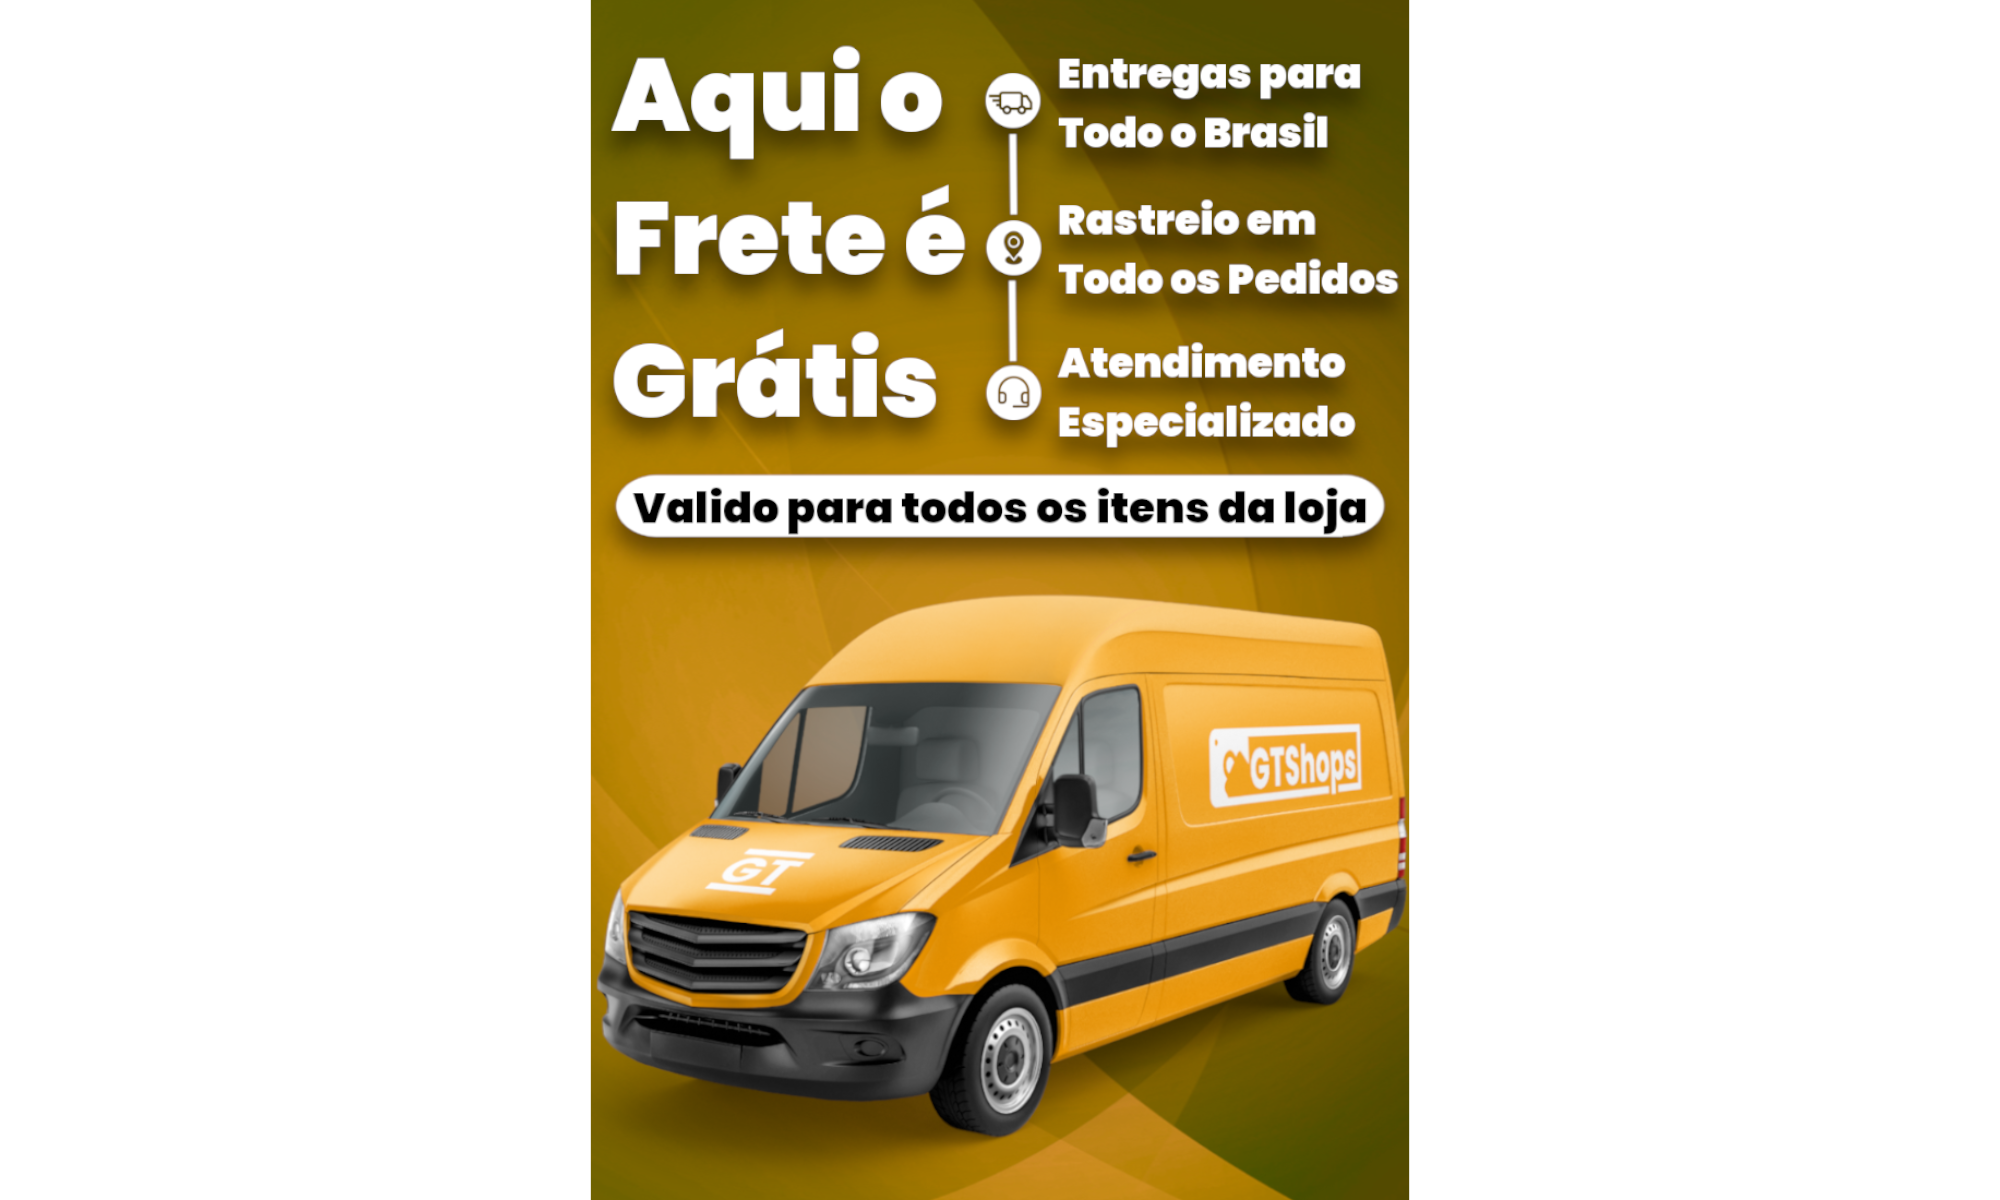 Aqui o
Frete é
Grátis
Entregas para
Todo o Brasil
Rastreio em
Todo os Pedidos
Atendimento
Especializado
Valido para todos os itens da loja
GTShops
GT